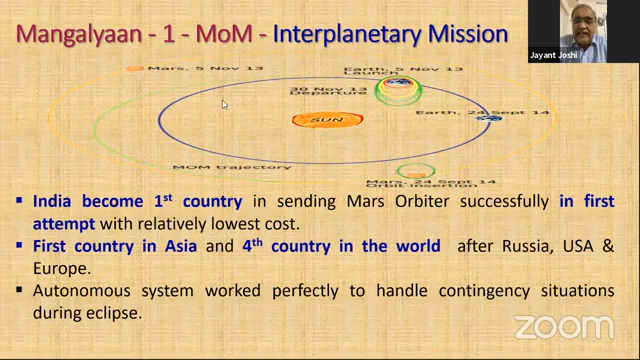 Mangalyaan - 1 - MoM - Interplanetary Mission
Jayant Joshi
Mars, 5 Nov 13
Earth, 5 Nov 13
Launch
30 Nov 13
Departure
Earth, 24 Sept 14
SUN
MOM trajectory
Mars, 24 Sept 14
Orbit insertion
▪ India become 1st country in sending Mars Orbiter successfully in first
attempt with relatively lowest cost.
▪ First country in Asia and 4th country in the world after Russia, USA &
Europe.
▪ Autonomous system worked perfectly to handle contingency situations
during eclipse.
zoom